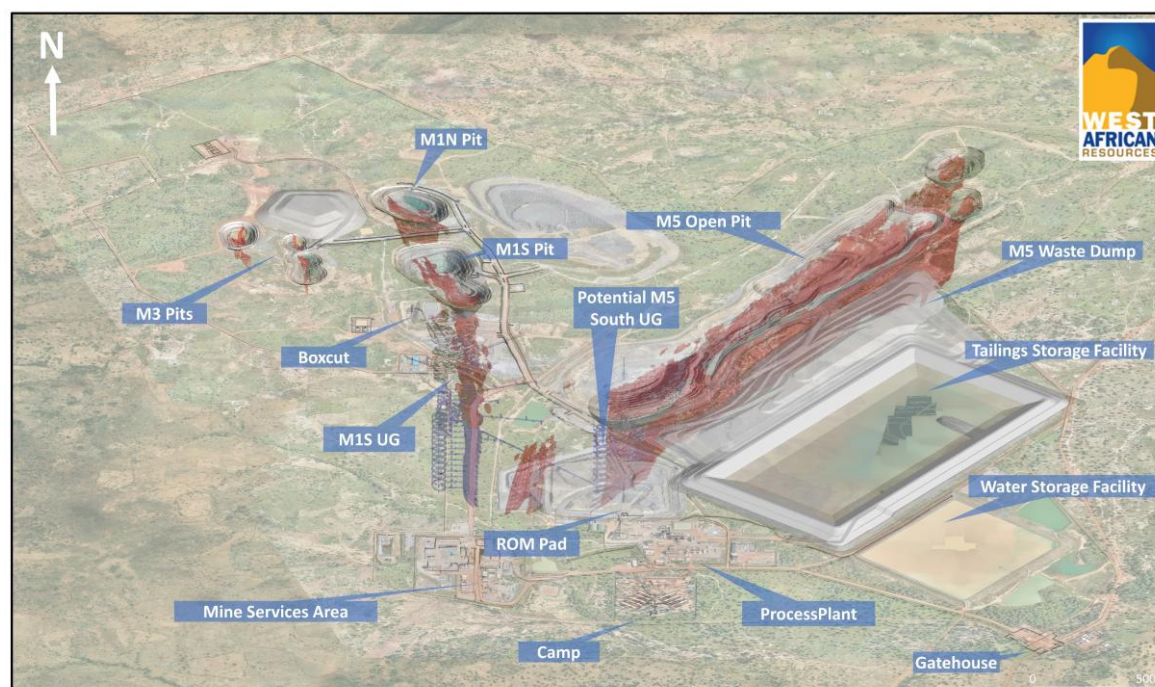 N
WEST
AFRICAN
RESOURCES
M1N Pit
M5 Open Pit
M1S Pit
M5 Waste Dump
M3 Pits
Potential M5
South UG
Boxcut
Tailings Storage Facility
M1S UG
Water Storage Facility
ROM Pad
Mine Services Area
ProcessPlant
Camp
Gatehouse
0
500